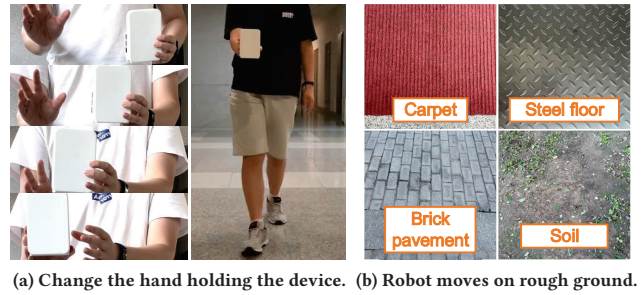 Carpet
Steel floor
Brick
pavement
Soil
(a) Change the hand holding the device.
(b) Robot moves on rough ground.